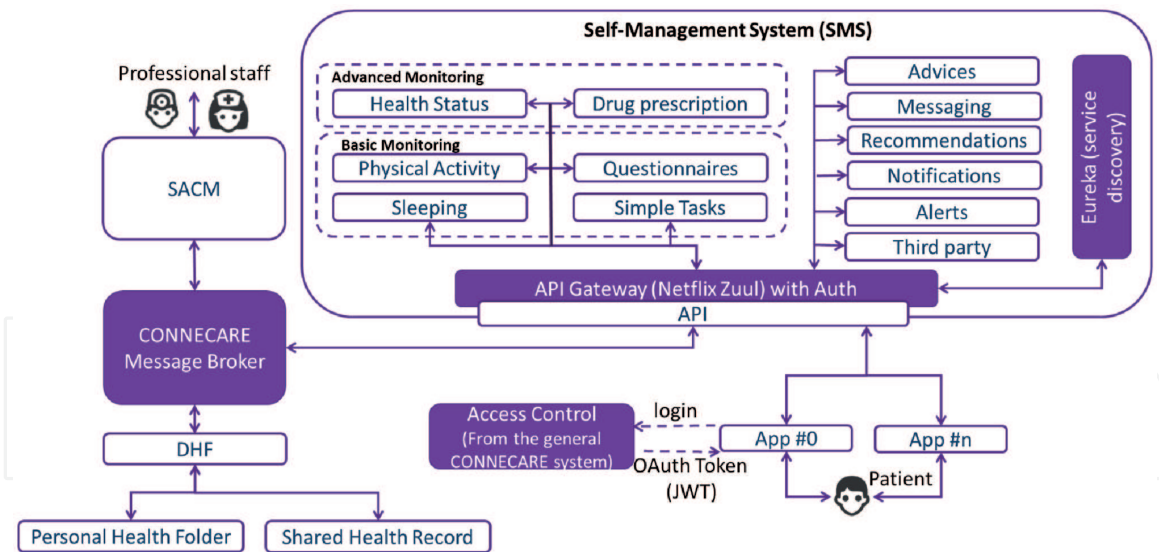 Self-Management System (SMS)
Professional staff
SACM
CONNECARE
Message Broker
DHF
Personal Health Folder
Shared Health Record
Advanced Monitoring
Health Status
Drug prescription
Basic Monitoring
Physical Activity
Questionnaires
Sleeping
Simple Tasks
Advices
Messaging
Recommendations
Notifications
Alerts
Third party
Eureka (service
discovery)
API Gateway (Netflix Zuul) with Auth
API
Access Control
(From the general
CONNECARE system)
login
OAuth Token
(JWT)
App #0
App #n
Patient